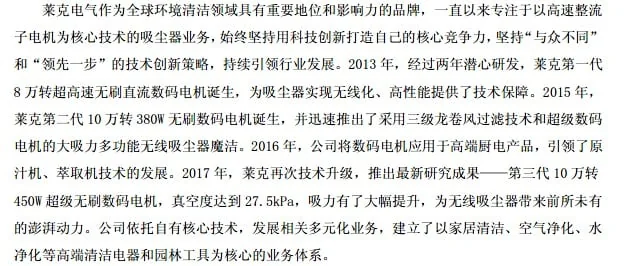 莱克电气作为全球环境清洁领域具有重要地位和影响力的品牌，一直以来专注于以高速整流
子电机为核心技术的吸尘器业务，始终坚持用科技创新打造自己的核心竞争力，坚持“与众不同”
和“领先一步”的技术创新策略，持续引领行业发展。2013 年，经过两年潜心研发，莱克第一代
8 万转超高速无刷直流数码电机诞生，为吸尘器实现无线化、高性能提供了技术保障。2015 年，
莱克第二代 10 万转 380W 无刷数码电机诞生，并迅速推出了采用三级龙卷风过滤技术和超级数码
电机的大吸力多功能无线吸尘器魔洁。2016 年，公司将数码电机应用于高端厨电产品，引领了原
汁机、萃取机技术的发展。2017 年，莱克再次技术升级，推出最新研究成果——第三代 10 万转
450W 超级无刷数码电机，真空度达到 27.5kPa，吸力有了大幅提升，为无线吸尘器带来前所未有
的澎湃动力。公司依托自有核心技术，发展相关多元化业务，建立了以家居清洁、空气净化、水
净化等高端清洁电器和园林工具为核心的业务体系。